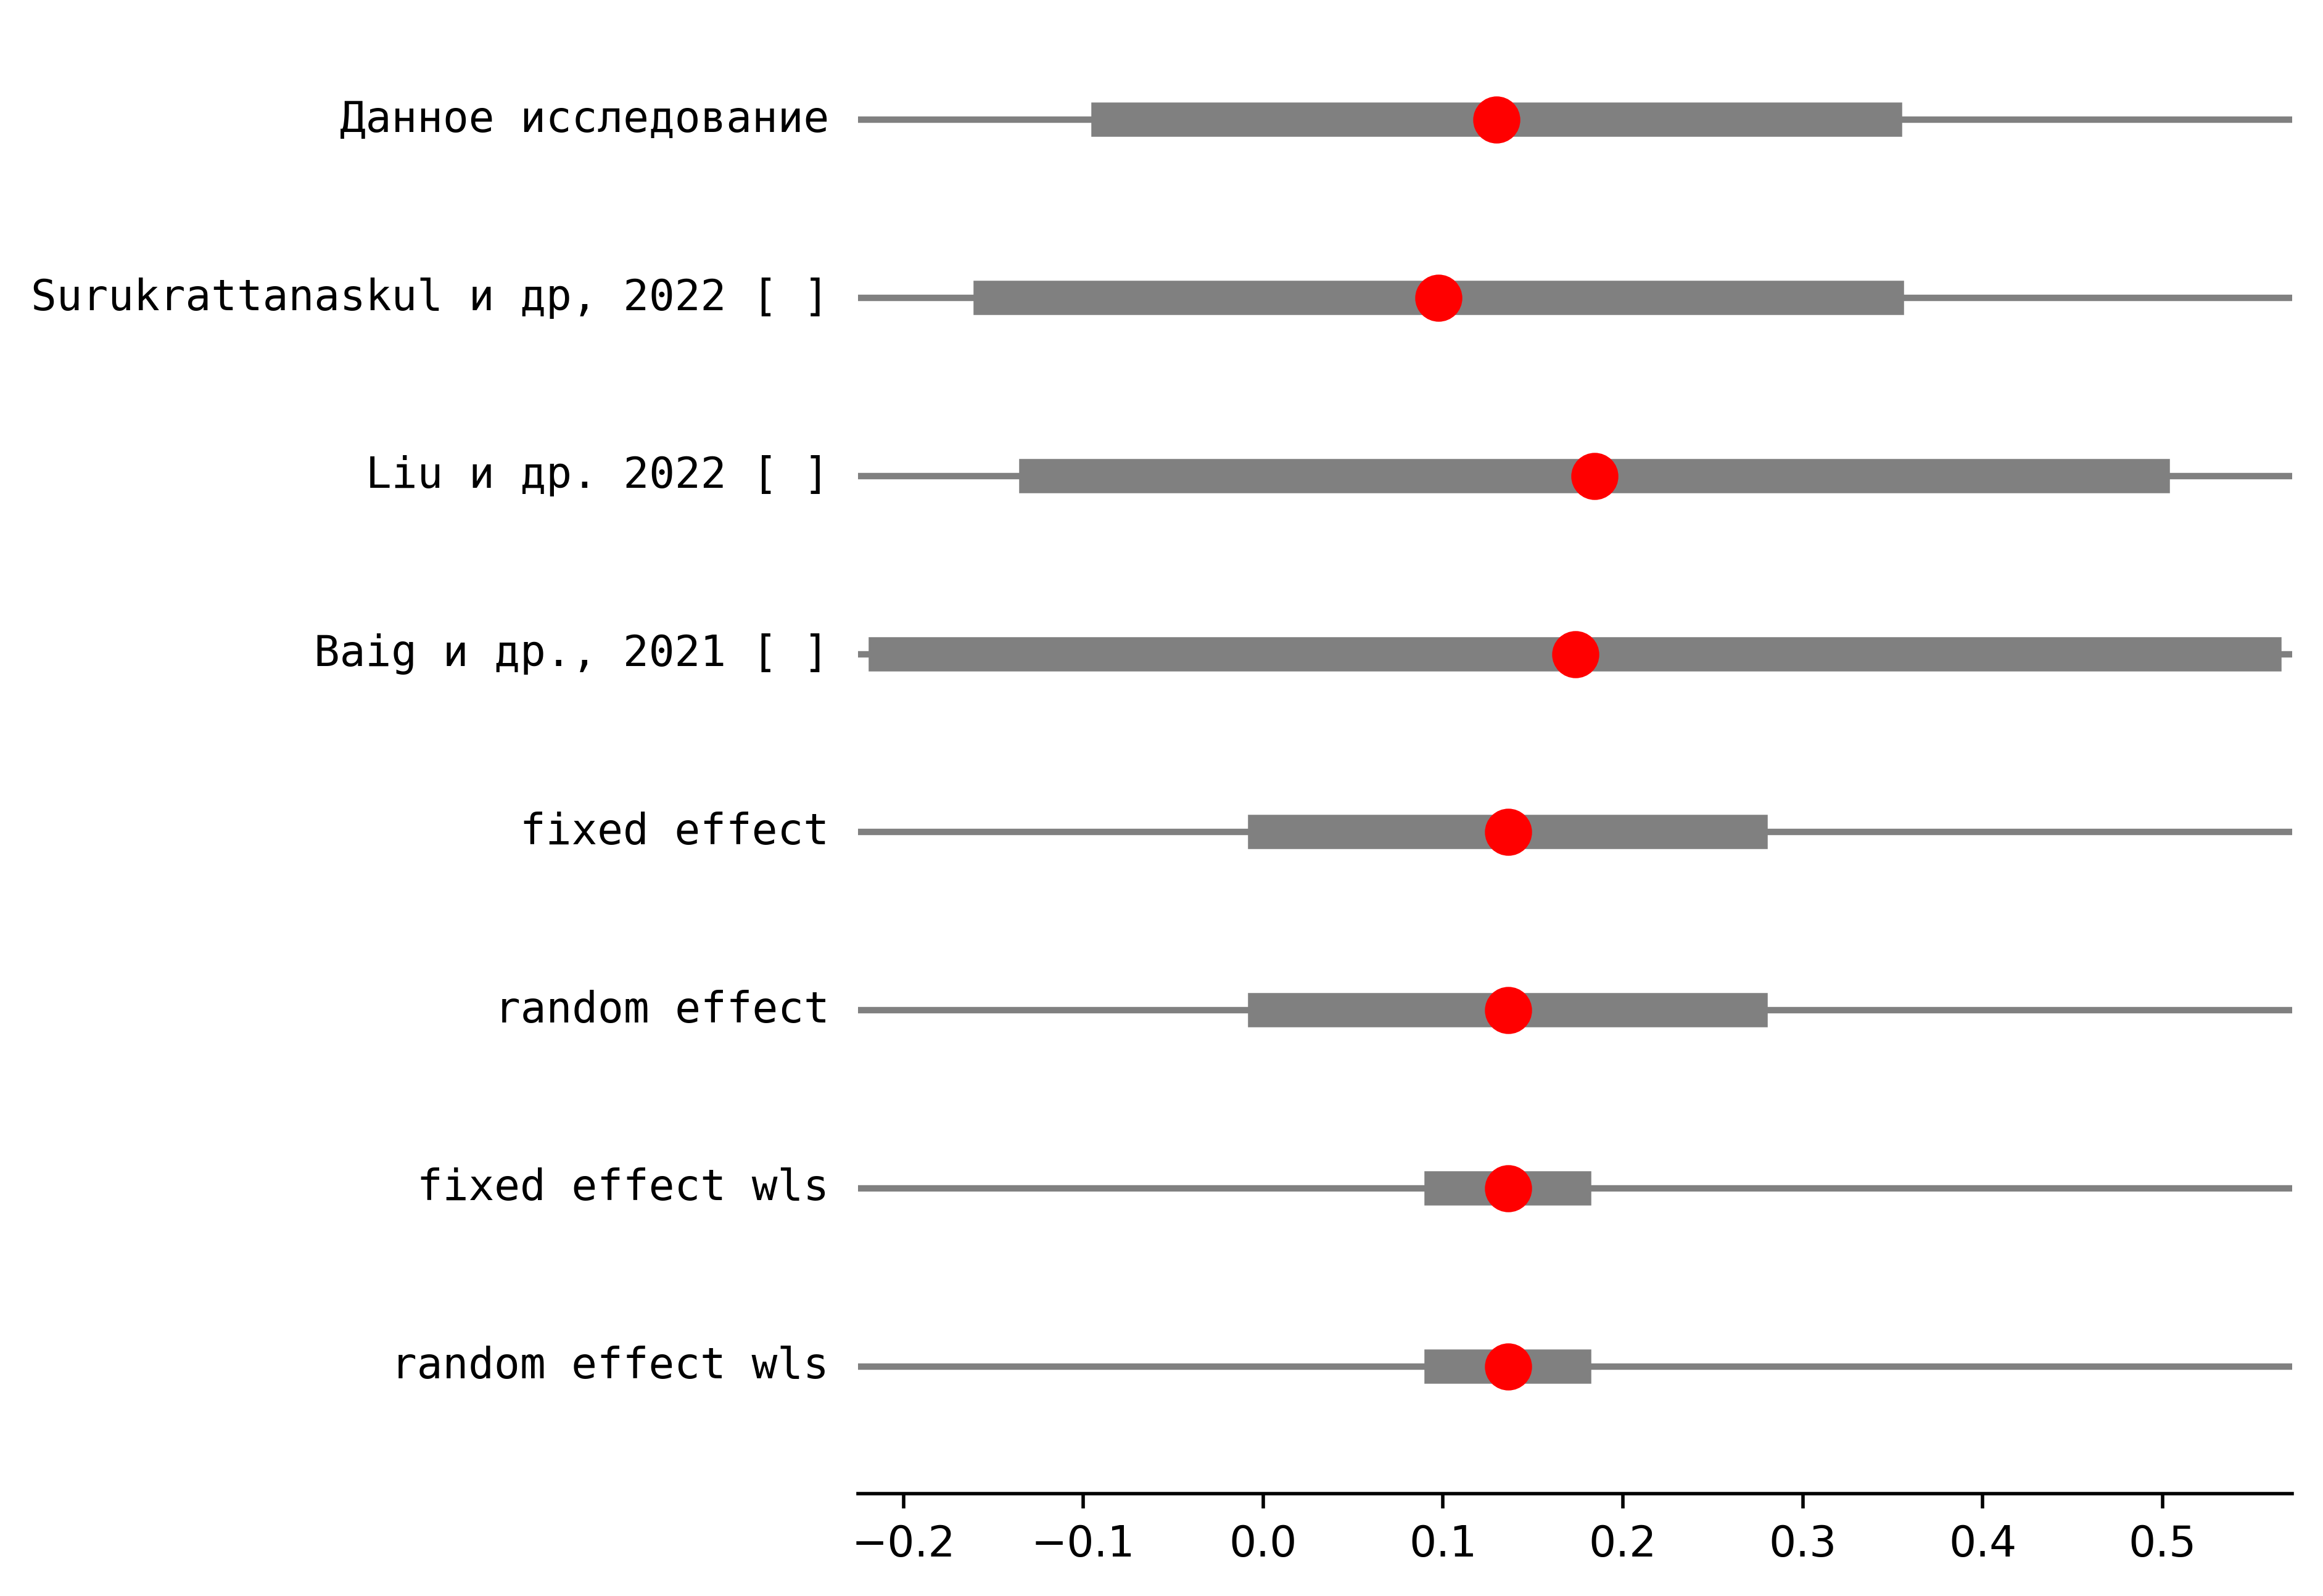 Данное исследование
Surukrattanaskul и др, 2022 [ ]
Liu и др. 2022 [ ]
Baig и др., 2021 [ ]
fixed effect
random effect
fixed effect wls
random effect wls
−0.2 −0.1 0.0 0.1 0.2 0.3 0.4 0.5